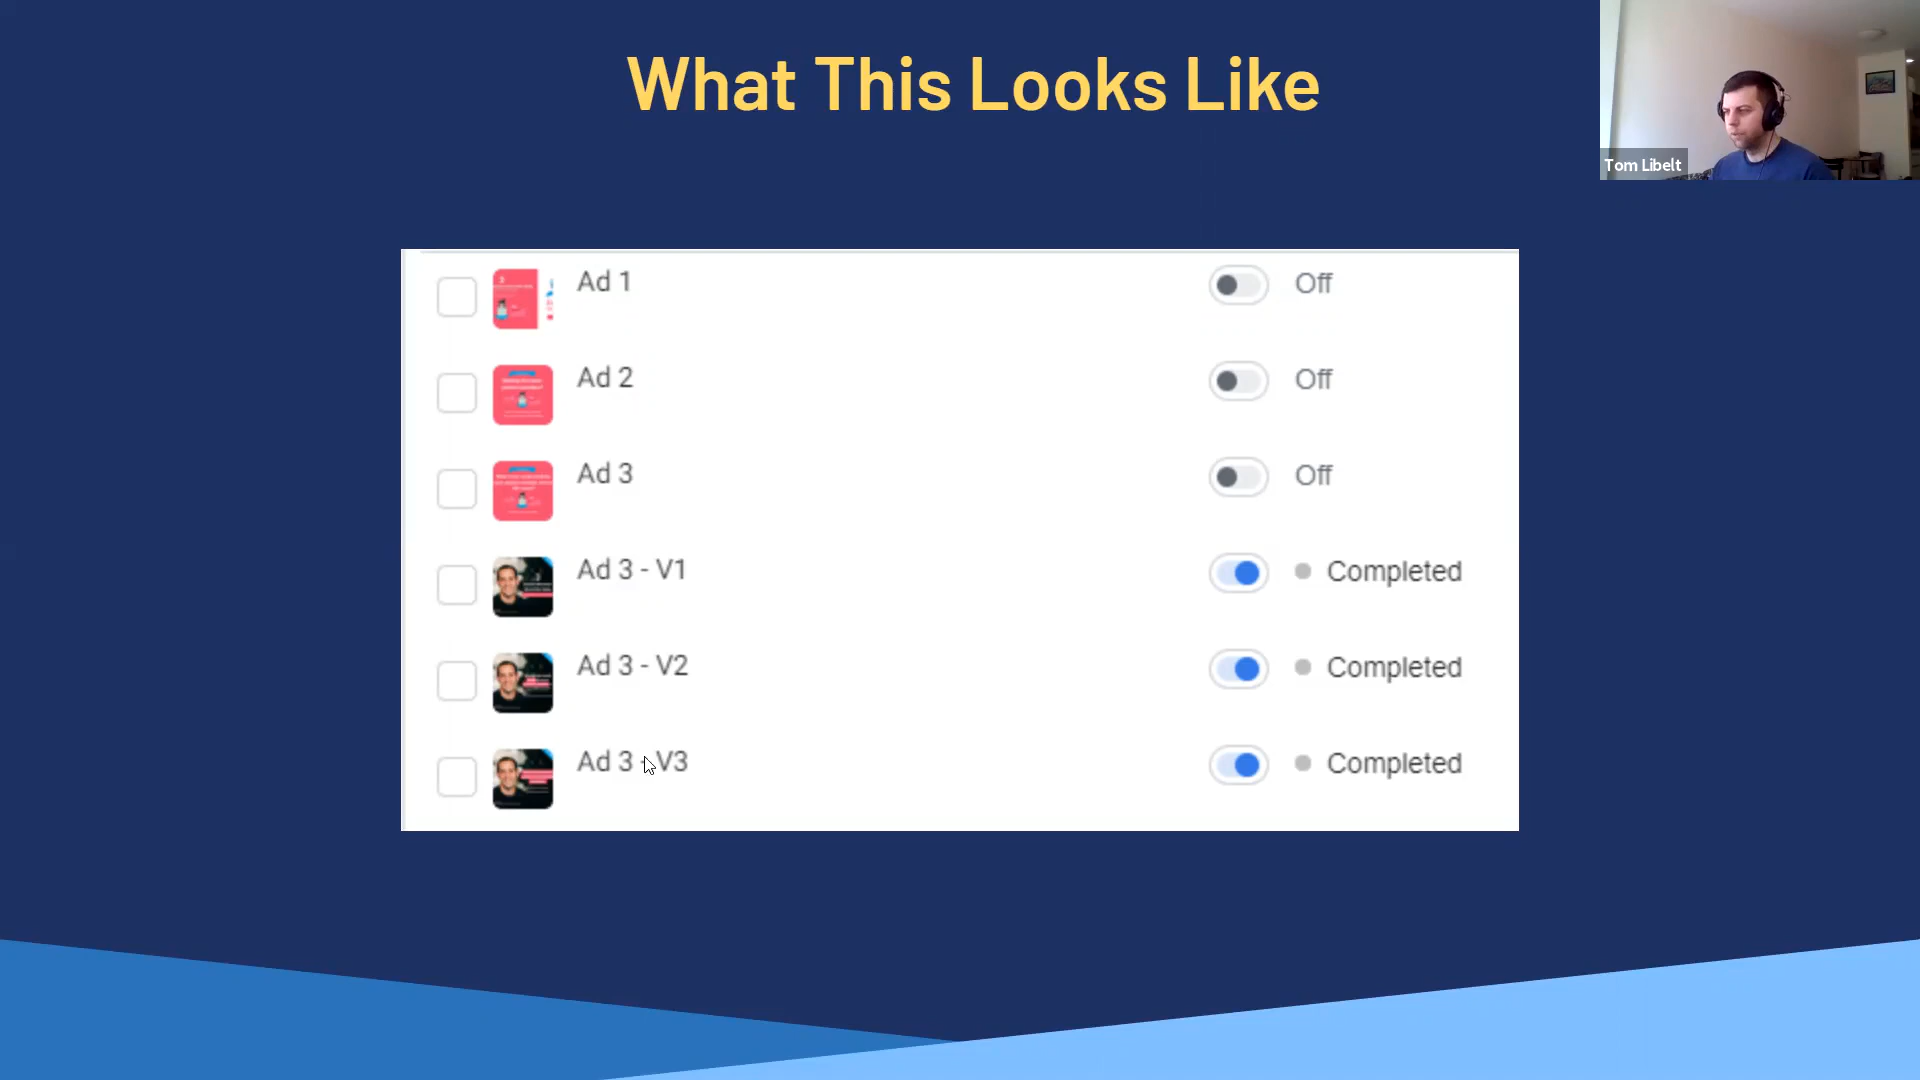 What This Looks Like
Tom Libelt
Ad 1
Off
Ad 2
Off
Ad 3
Off
Ad 3 - V1
Completed
Ad 3 - V2
Completed
Ad 3 - V3
Completed